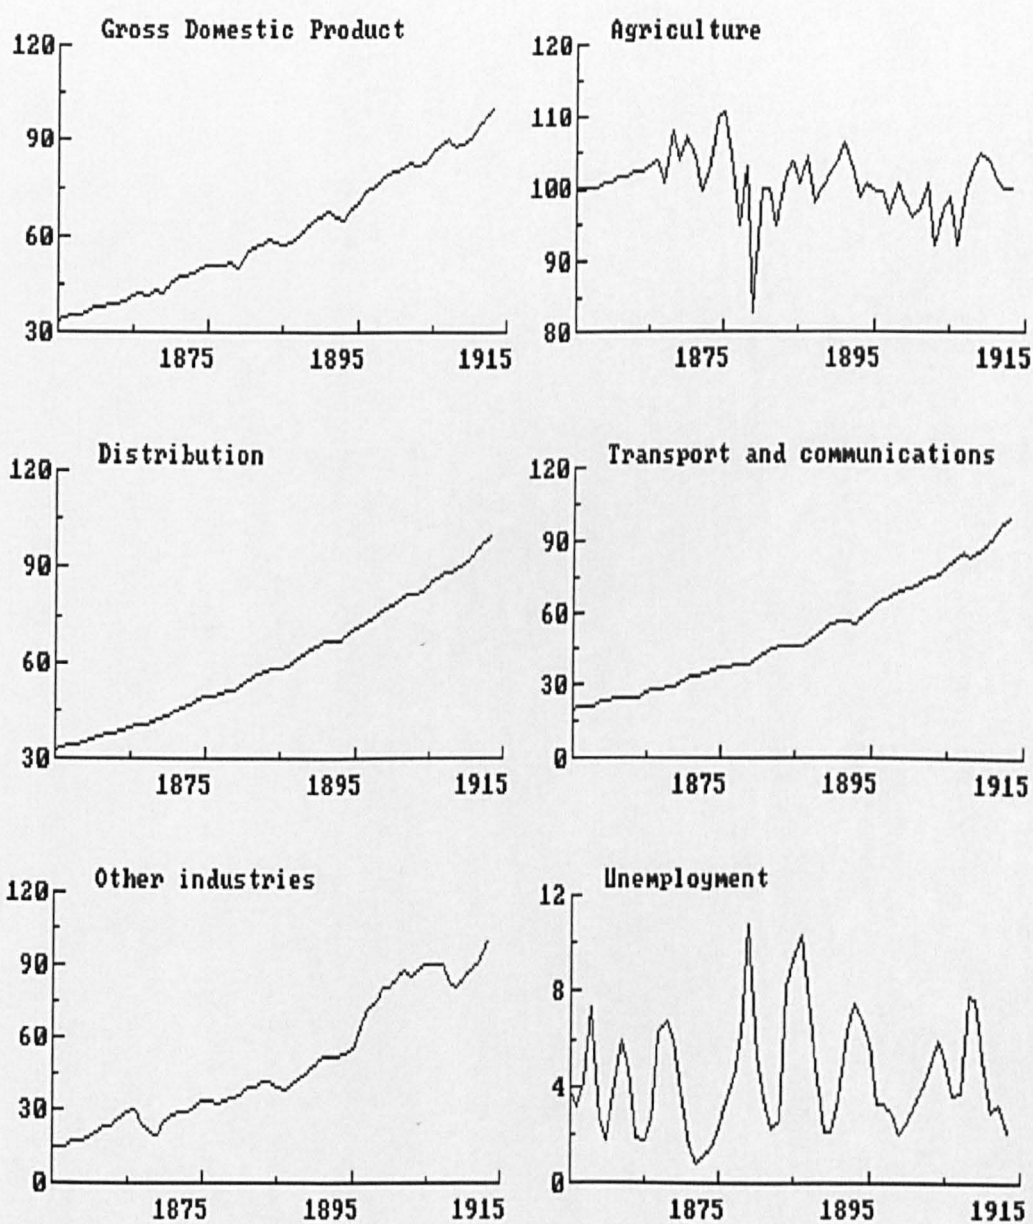 Gross Domestic Product
120
90
60
30
1875 1895 1915
Agriculture
120
110
100
90
80
1875 1895 1915
Distribution
120
90
60
30
1875 1895 1915
Transport and communications
120
90
60
30
0
1875 1895 1915
Other industries
120
90
60
30
0
1875 1895 1915
Unemployment
12
8
4
0
1875 1895 1915